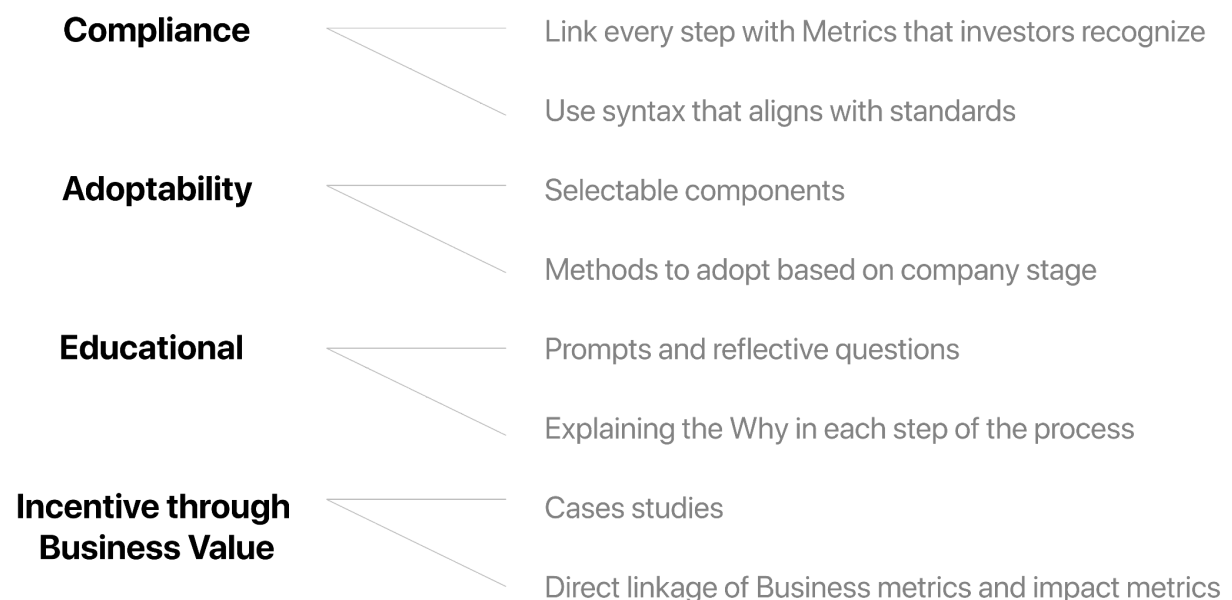 Compliance
Link every step with Metrics that investors recognize
Use syntax that aligns with standards
Adoptability
Selectable components
Methods to adopt based on company stage
Educational
Prompts and reflective questions
Explaining the Why in each step of the process
Incentive through
Business Value
Cases studies
Direct linkage of Business metrics and impact metrics